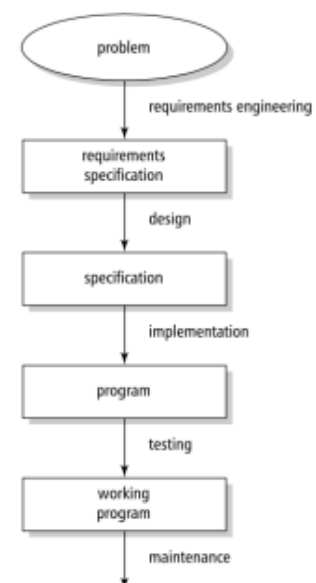 problem
requirements engineering
requirements
specification
design
specification
implementation
program
testing
working
program
maintenance